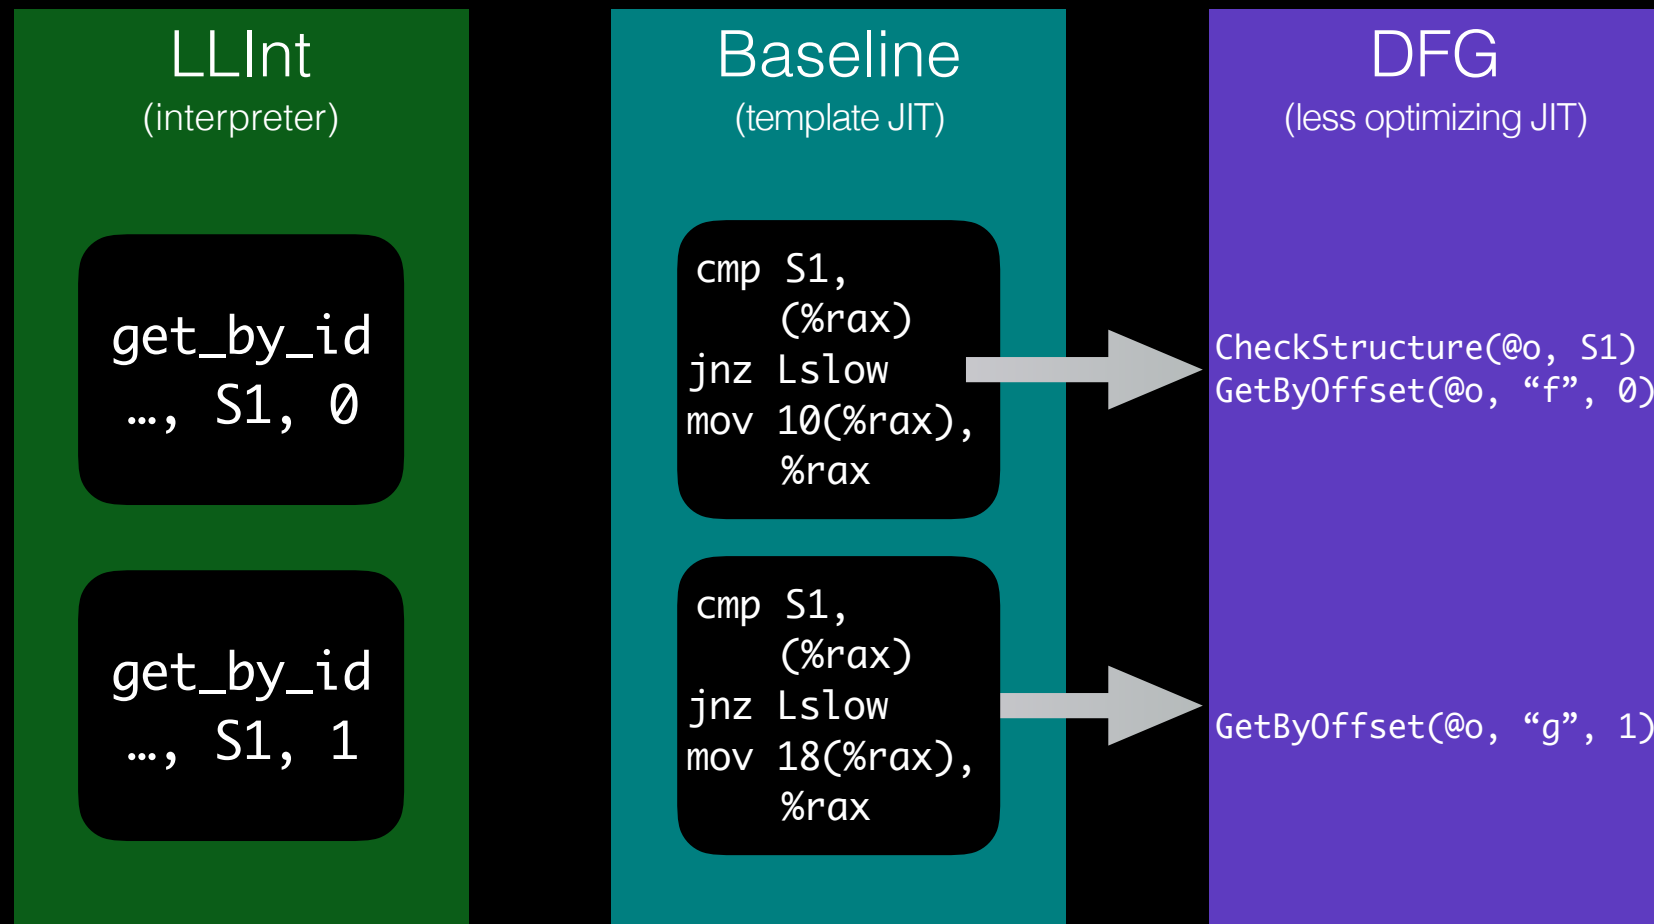 LLInt
(interpreter)
get_by_id
…, S1, 0
get_by_id
…, S1, 1
Baseline
(template JIT)
cmp S1,
(%rax)
jnz Lslow
mov 10(%rax),
%rax
cmp S1,
(%rax)
jnz Lslow
mov 18(%rax),
%rax
DFG
(less optimizing JIT)
CheckStructure(@o, S1)
GetByOffset(@o, “f”, 0)
GetByOffset(@o, “g”, 1)